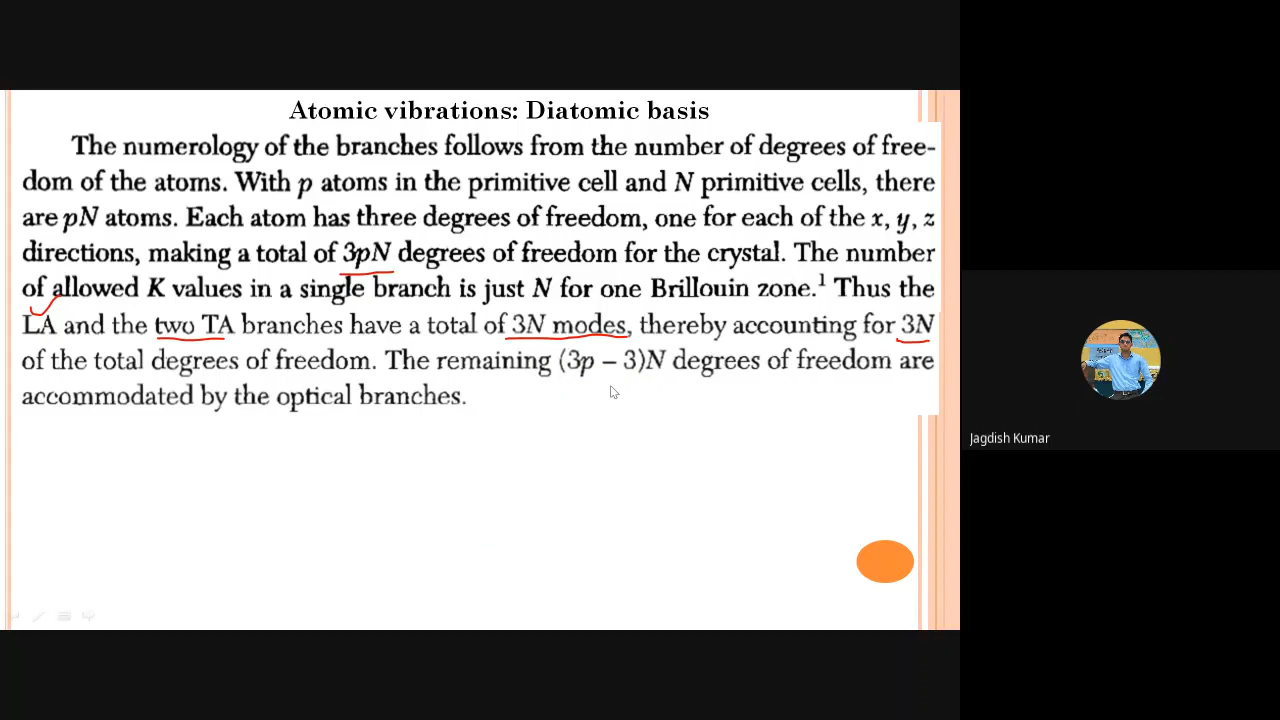 Atomic vibrations: Diatomic basis
The numerology of the branches follows from the number of degrees of free-
dom of the atoms. With p atoms in the primitive cell and N primitive cells, there
are pN atoms. Each atom has three degrees of freedom, one for each of the x, y, z
directions, making a total of 3pN degrees of freedom for the crystal. The number
of allowed K values in a single branch is just N for one Brillouin zone.¹ Thus the
LA and the two TA branches have a total of 3N modes, thereby accounting for 3N
of the total degrees of freedom. The remaining (3p – 3)N degrees of freedom are
accommodated by the optical branches.
Jagdish Kumar